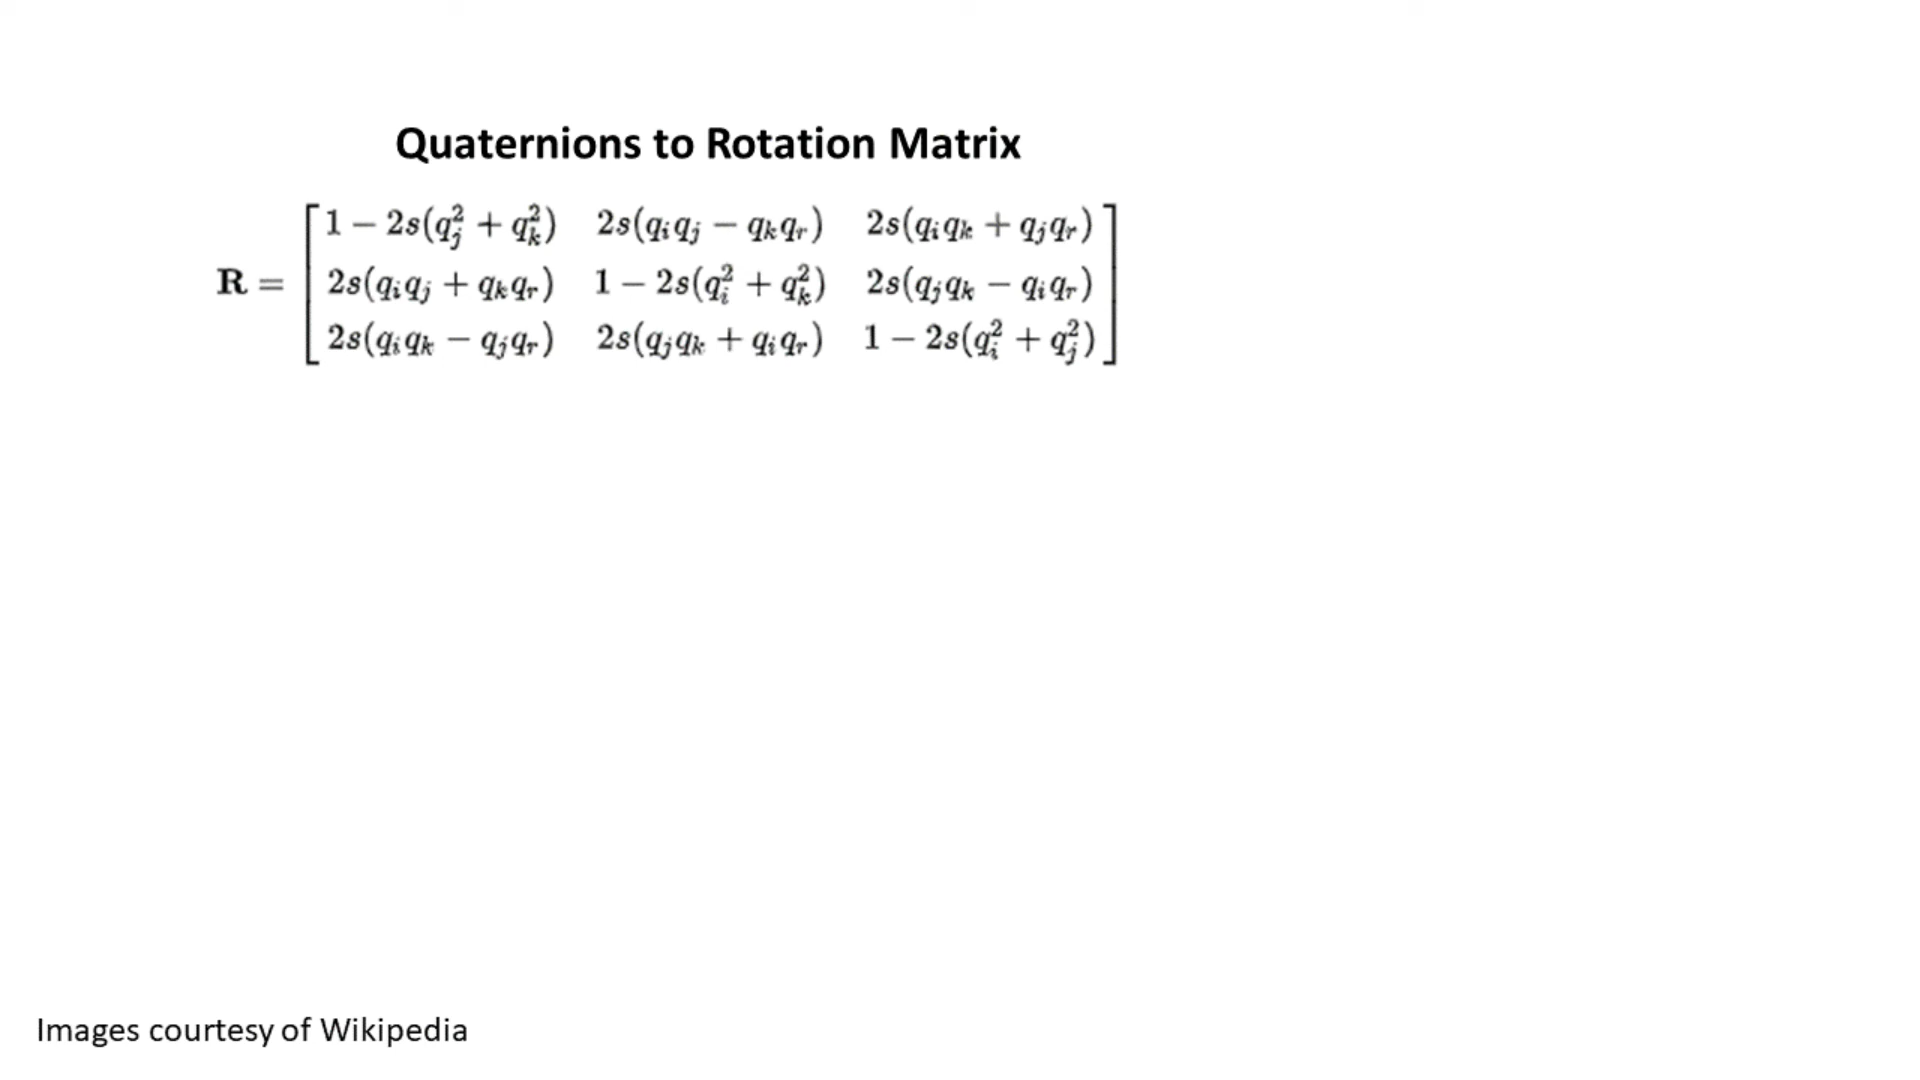 Quaternions to Rotation Matrix
1 − 2s(q_j^2 + q_k^2) 2s(q_i q_j − q_k q_r) 2s(q_i q_k + q_j q_r)
R = 2s(q_i q_j + q_k q_r) 1 − 2s(q_i^2 + q_k^2) 2s(q_j q_k − q_i q_r)
2s(q_i q_k − q_j q_r) 2s(q_j q_k + q_i q_r) 1 − 2s(q_i^2 + q_j^2)
Images courtesy of Wikipedia